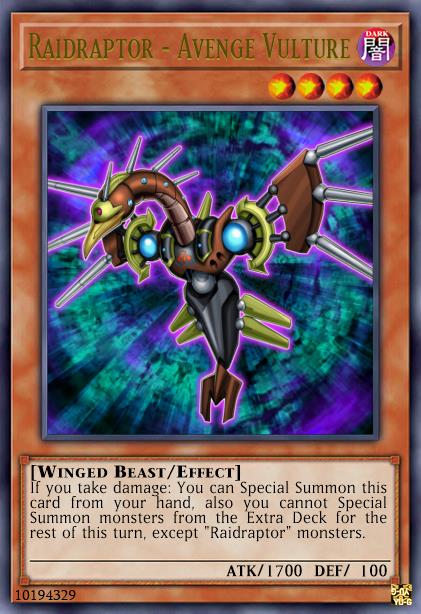 Raidraptor - Avenge Vulture
DARK
闇
[Winged Beast/Effect]
If you take damage: You can Special Summon this
card from your hand, also you cannot Special
Summon monsters from the Extra Deck for the
rest of this turn, except "Raidraptor" monsters.
ATK/1700 DEF/ 100
10194329